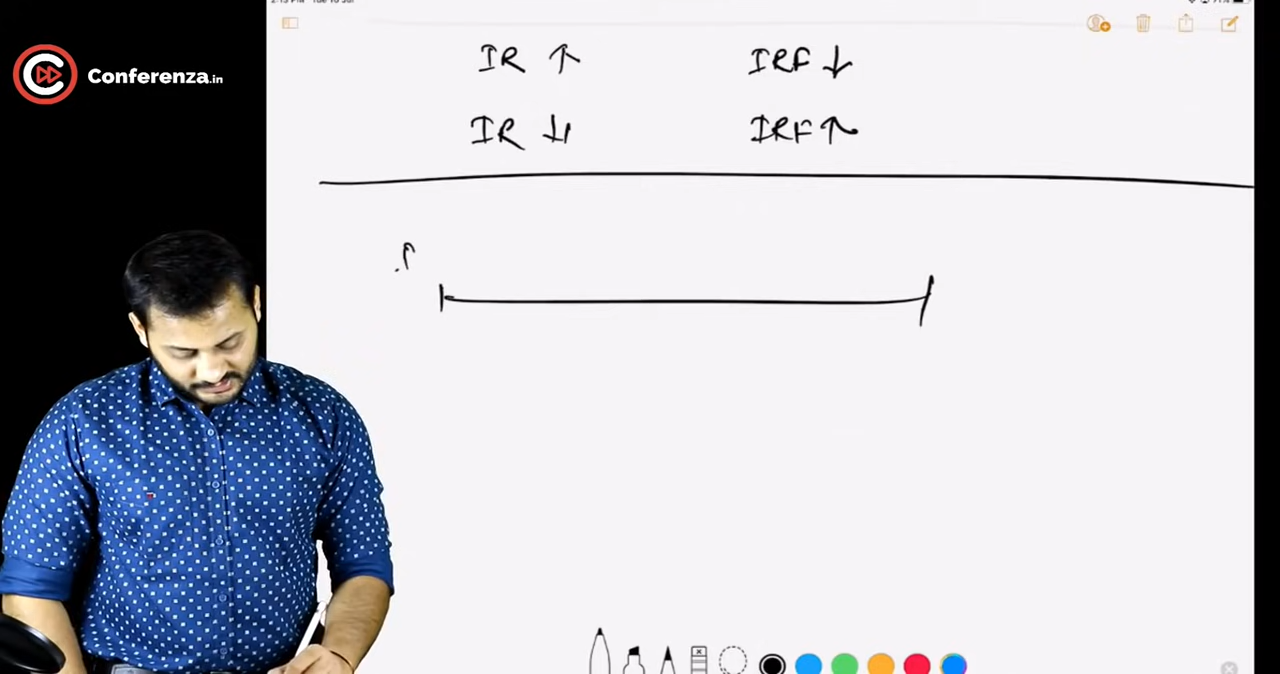 Conferenza.in
IR ↑ IRF ↓
IR ↓ IRF ↑